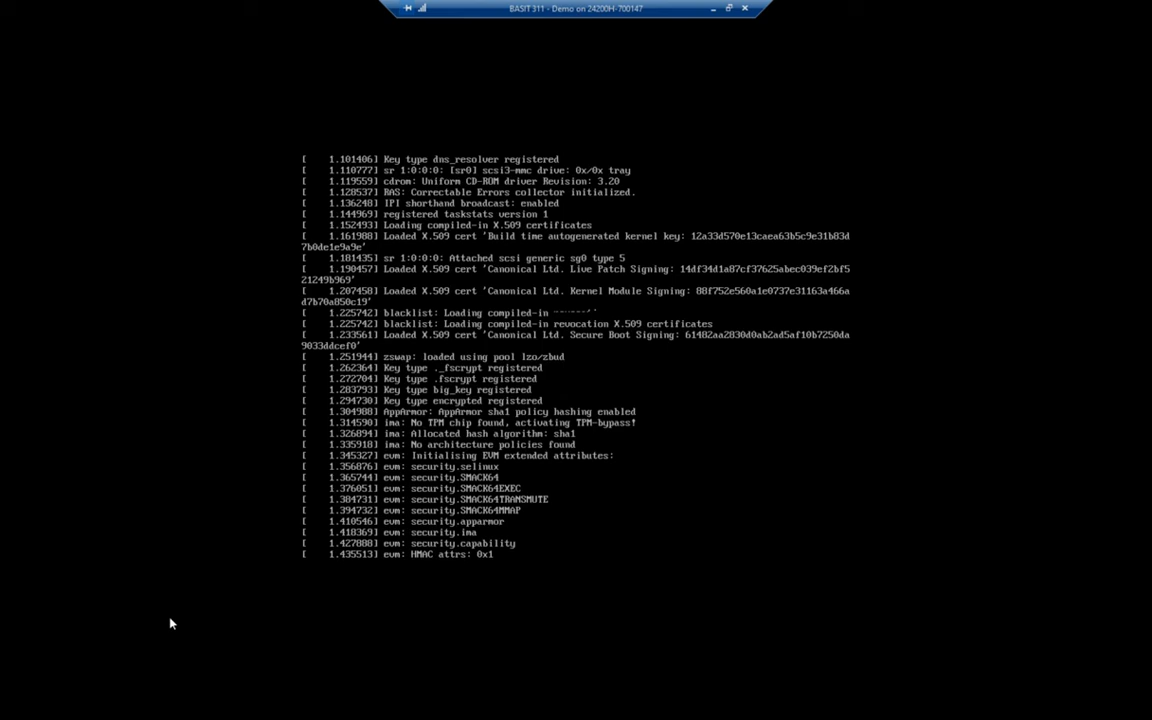 BASIT 311 - Demo on 24200H-700147
[    1.101406] Key type dns_resolver registered
[    1.110777] sr 1:0:0:0: [sr0] scsi3-mmc drive: 0x/0x tray
[    1.119559] cdrom: Uniform CD-ROM driver Revision: 3.20
[    1.128537] RAS: Correctable Errors collector initialized.
[    1.136248] IPI shorthand broadcast: enabled
[    1.144969] registered taskstats version 1
[    1.152493] Loading compiled-in X.509 certificates
[    1.161988] Loaded X.509 cert 'Build time autogenerated kernel key: 12a33d570e13caea63b5c9e31b83d
7b0de1e9a9e'
[    1.181435] sr 1:0:0:0: Attached scsi generic sg0 type 5
[    1.190457] Loaded X.509 cert 'Canonical Ltd. Live Patch Signing: 14df34d1a87cf37625abec039ef2bf5
21249b969'
[    1.207458] Loaded X.509 cert 'Canonical Ltd. Kernel Module Signing: 88f752e560a1e0737e31163a466a
d7b70a850c19'
[    1.225742] blacklist: Loading compiled-in
[    1.225742] blacklist: Loading compiled-in revocation X.509 certificates
[    1.233561] Loaded X.509 cert 'Canonical Ltd. Secure Boot Signing: 61482aa2830d0ab2ad5af10b7250da
9033ddcef0'
[    1.251944] zswap: loaded using pool lzo/zbud
[    1.262364] Key type ._fscrypt registered
[    1.272704] Key type .fscrypt registered
[    1.283793] Key type big_key registered
[    1.294730] Key type encrypted registered
[    1.304988] AppArmor: AppArmor sha1 policy hashing enabled
[    1.314590] ima: No TPM chip found, activating TPM-bypass!
[    1.326894] ima: Allocated hash algorithm: sha1
[    1.335918] ima: No architecture policies found
[    1.345327] evm: Initialising EVM extended attributes:
[    1.356876] evm: security.selinux
[    1.365744] evm: security.SMACK64
[    1.376051] evm: security.SMACK64EXEC
[    1.384731] evm: security.SMACK64TRANSMUTE
[    1.394732] evm: security.SMACK64MMAP
[    1.410546] evm: security.apparmor
[    1.418369] evm: security.ima
[    1.427888] evm: security.capability
[    1.435513] evm: HMAC attrs: 0x1